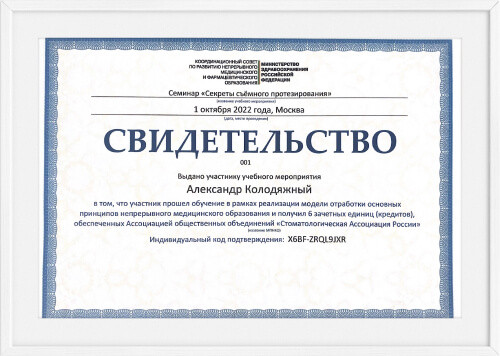 КООРДИНАЦИОННЫЙ СОВЕТ
ПО РАЗВИТИЮ НЕПРЕРЫВНОГО
МЕДИЦИНСКОГО
И ФАРМАЦЕВТИЧЕСКОГО
ОБРАЗОВАНИЯ
МИНИСТЕРСТВО
ЗДРАВООХРАНЕНИЯ
РОССИЙСКОЙ
ФЕДЕРАЦИИ
Семинар «Секреты съёмного протезирования»
(название учебного мероприятия)
1 октября 2022 года, Москва
(дата, место проведения)
СВИДЕТЕЛЬСТВО
001
Выдано участнику учебного мероприятия
Александр Колодяжный
в том, что участник прошел обучение в рамках реализации модели отработки основных
принципов непрерывного медицинского образования и получил 6 зачетных единиц (кредитов),
обеспеченных Ассоциацией общественных объединений «Стоматологическая Ассоциация России»
Индивидуальный код подтверждения: X6BF-ZRQL9JXR